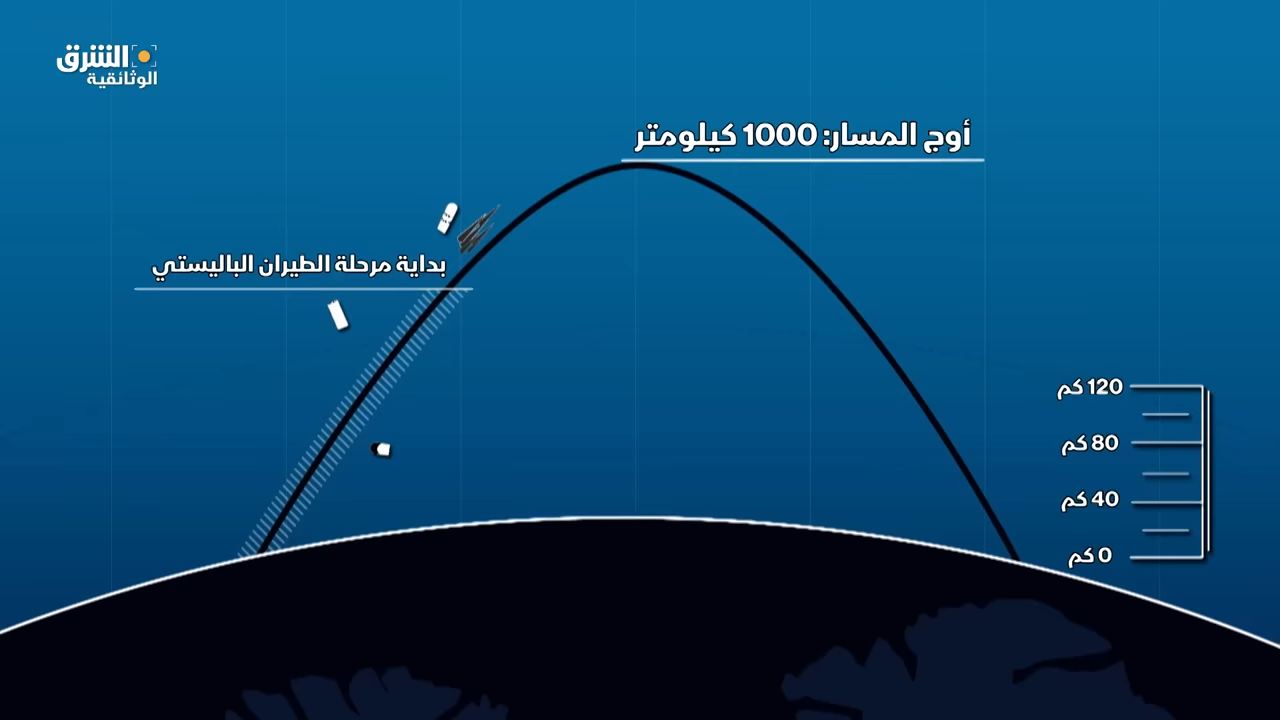 الشرق
الوثائقية
أوج المسار: 1000 كيلومتر
بداية مرحلة الطيران الباليستي
120 كم
80 كم
40 كم
0 كم